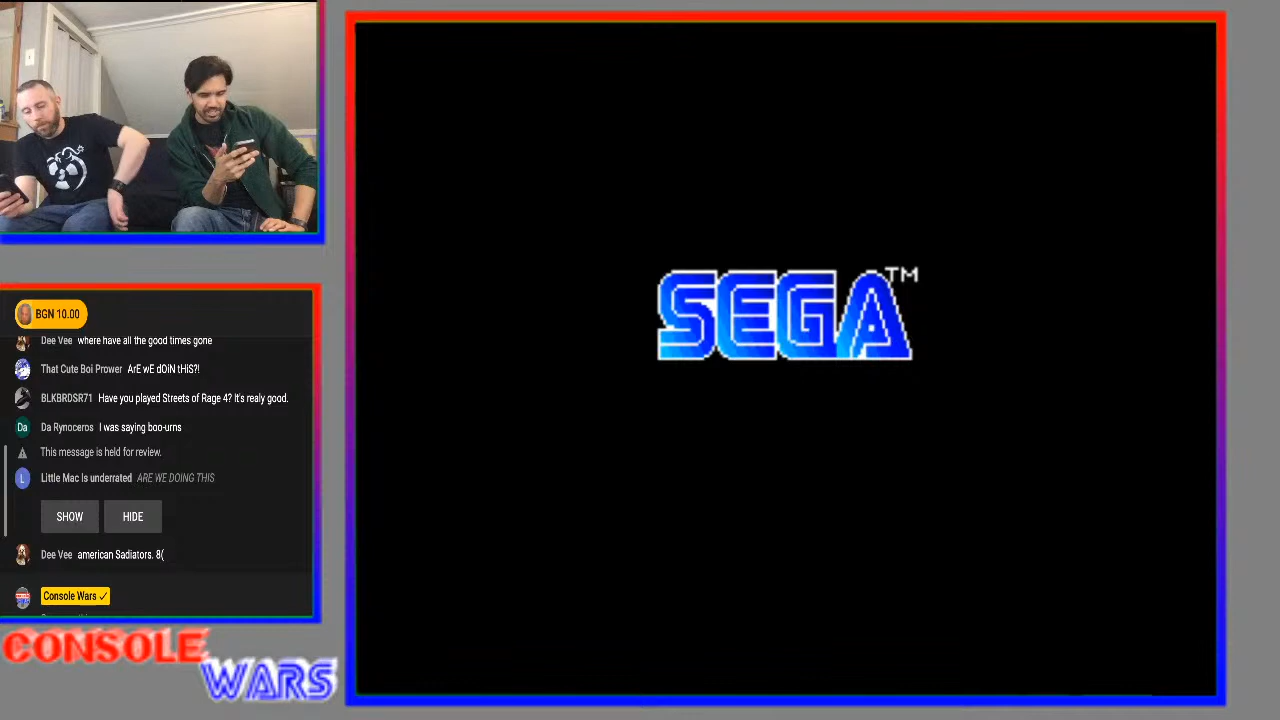 BGN 10.00
Dee Vee where have all the good times gone
That Cute Boi Prower ArE wE dOiN tHiS?!
BLKBRDSR71 Have you played Streets of Rage 4? It's realy good.
Da Da Rynoceros I was saying boo-urns
This message is held for review.
L Little Mac Is underrated ARE WE DOING THIS
SHOW HIDE
Dee Vee american Sadiators. 8(
Console Wars ✓
CONSOLE
WARS
SEGA™